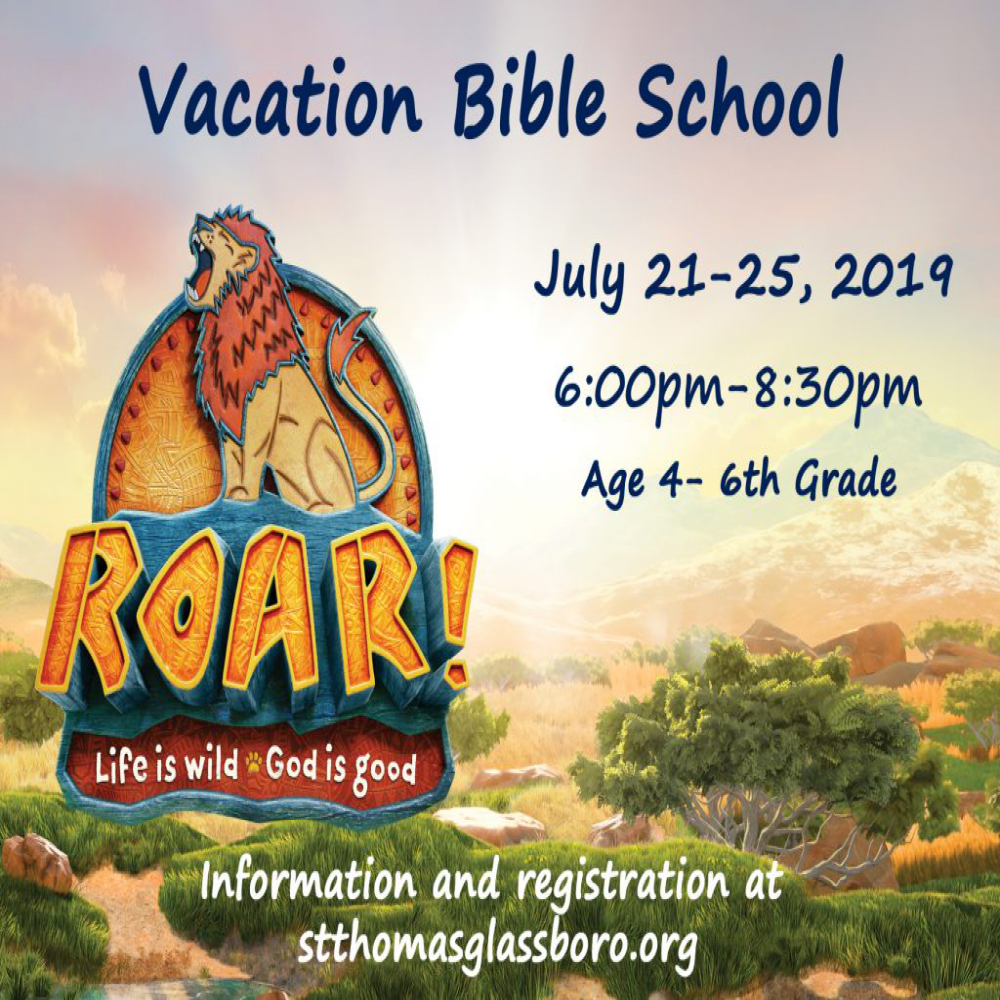 Vacation Bible School
July 21-25, 2019
6:00pm-8:30pm
Age 4- 6th Grade
ROAR!
Life is wild God is good
Information and registration at
stthomasglassboro.org